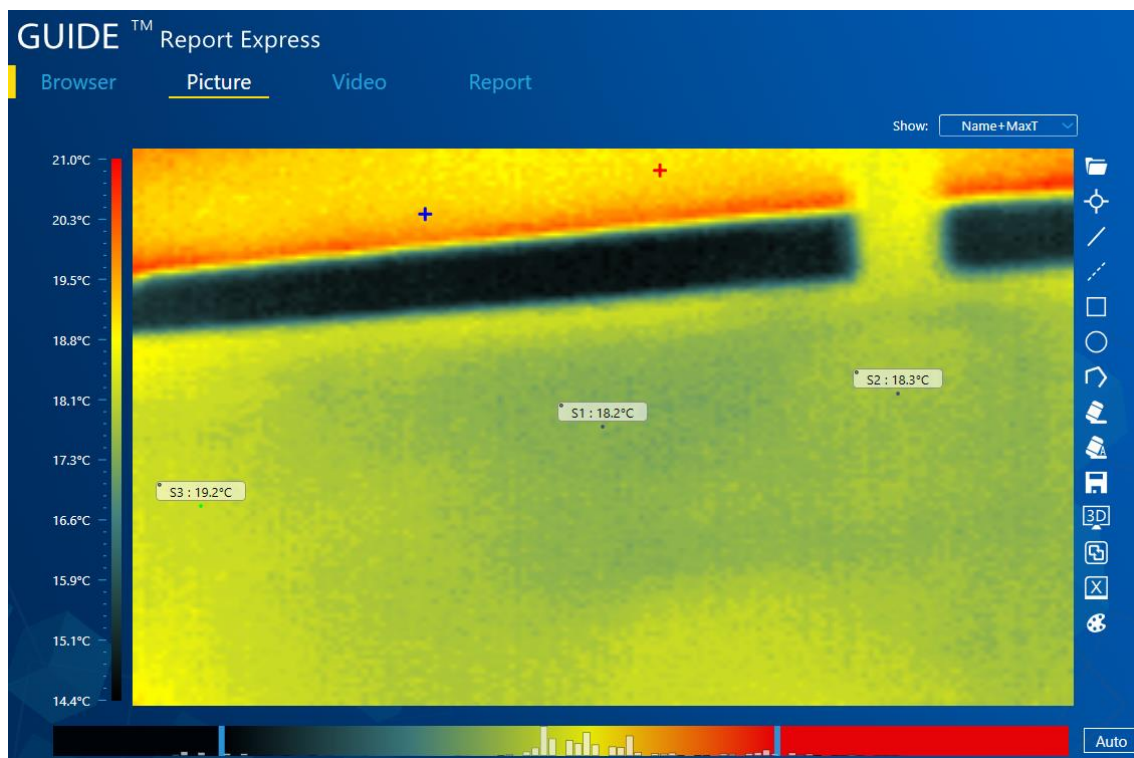 GUIDE ™ Report Express
Browser Picture Video Report
Show: Name+MaxT
21.0°C
20.3°C
19.5°C
18.8°C
18.1°C
17.3°C
16.6°C
15.9°C
15.1°C
14.4°C
S2 : 18.3°C
S1 : 18.2°C
S3 : 19.2°C
3D
Auto